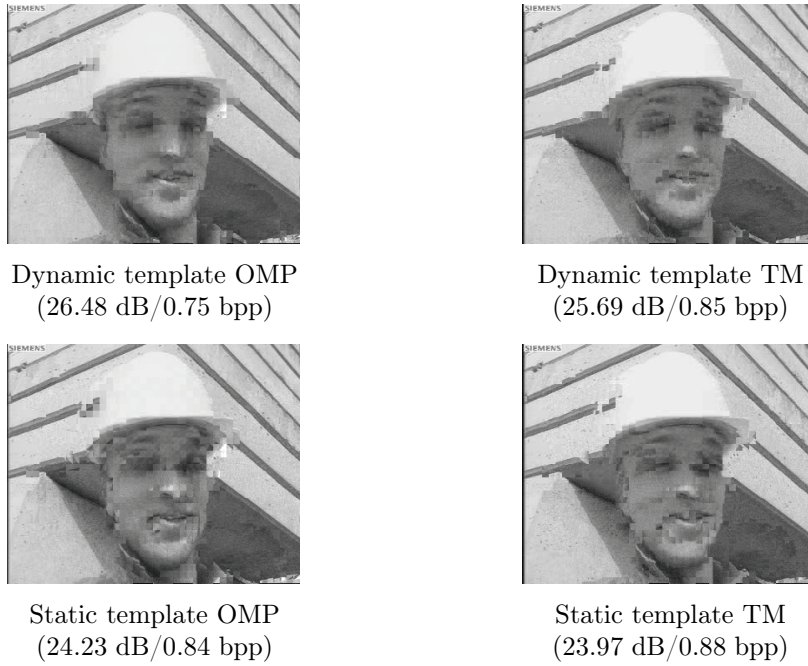 SIEMENS
SIEMENS
Dynamic template OMP
(26.48 dB/0.75 bpp)
Dynamic template TM
(25.69 dB/0.85 bpp)
SIEMENS
SIEMENS
Static template OMP
(24.23 dB/0.84 bpp)
Static template TM
(23.97 dB/0.88 bpp)